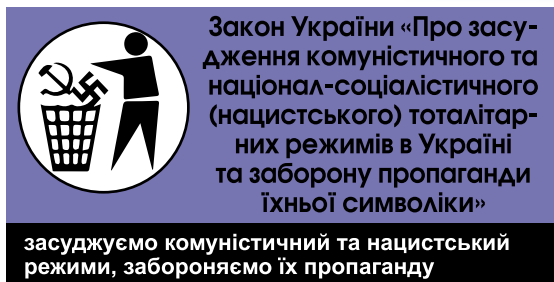 Закон України «Про засу-
дження комуністичного та
націонал-соціалістичного
(нацистського) тоталітар-
них режимів в Україні
та заборону пропаганди
їхньої символіки»
засуджуємо комуністичний та нацистський
режими, забороняємо їх пропаганду